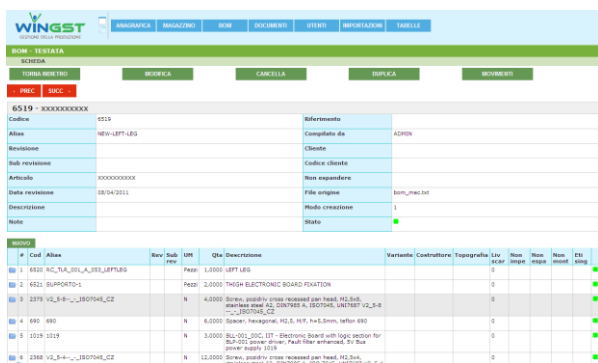 WINGST
GESTIONE DELLA PRODUZIONE
ANAGRAFICA MAGAZZINO BOM DOCUMENTI UTENTI IMPORTAZIONI TABELLE
BOM - TESTATA
SCHEDA
TORNA INDIETRO MODIFICA CANCELLA DUPLICA MOVIMENTI
‹ PREC SUCC ›
6519 - XXXXXXXXXX
Codice 6519 Riferimento
Alias NEW-LEFT-LEG Compilato da ADMIN
Revisione Cliente
Sub revisione Codice cliente
Articolo XXXXXXXXXX Non espandere
Data revisione 08/04/2011 File origine bom_mec.txt
Descrizione Modo creazione 1
Note Stato
NUOVO
# Cod Alias Rev Sub rev UM Qta Descrizione Variante Costruttore Topografia Liv scar Non impe Non espa Non mont Eti sing
1 6520 RC_TLR_001_A_053_LEFTLEG Pezzi 1,0000 LEFT LEG 0
2 6521 SUPPORTO-1 Pezzi 2,0000 THIGH ELECTRONIC BOARD FIXATION 0
3 2375 V2_5-8--_-_ISO7045_CZ N 4,0000 Screw, pozidriv cross recessed pan head, M2,5x8, 0
stainless steel A2, DIN7985 A, ISO7045, UNI7687 V2_5-8
--_-_ISO7045_CZ
4 690 690 N 6,0000 Spacer, hexagonal, M2,5, M/F, h=5,5mm, teflon 690 0
5 1019 1019 N 3,0000 BLL-001_00C, IIT - Electronic Board with logic section for 0
BLP-001 power driver, Fault filter enhanced, 5V Bus
power supply 1019
6 2368 V2_5-4--_-_ISO7045_CZ N 12,0000 Screw, pozidriv cross recessed pan head, M2,5x4, 0